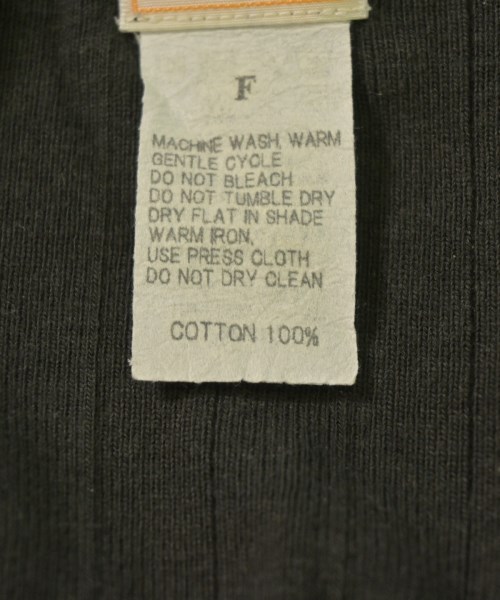 F
MACHINE WASH, WARM
GENTLE CYCLE
DO NOT BLEACH
DO NOT TUMBLE DRY
DRY FLAT IN SHADE
WARM IRON,
USE PRESS CLOTH
DO NOT DRY CLEAN
COTTON 100%